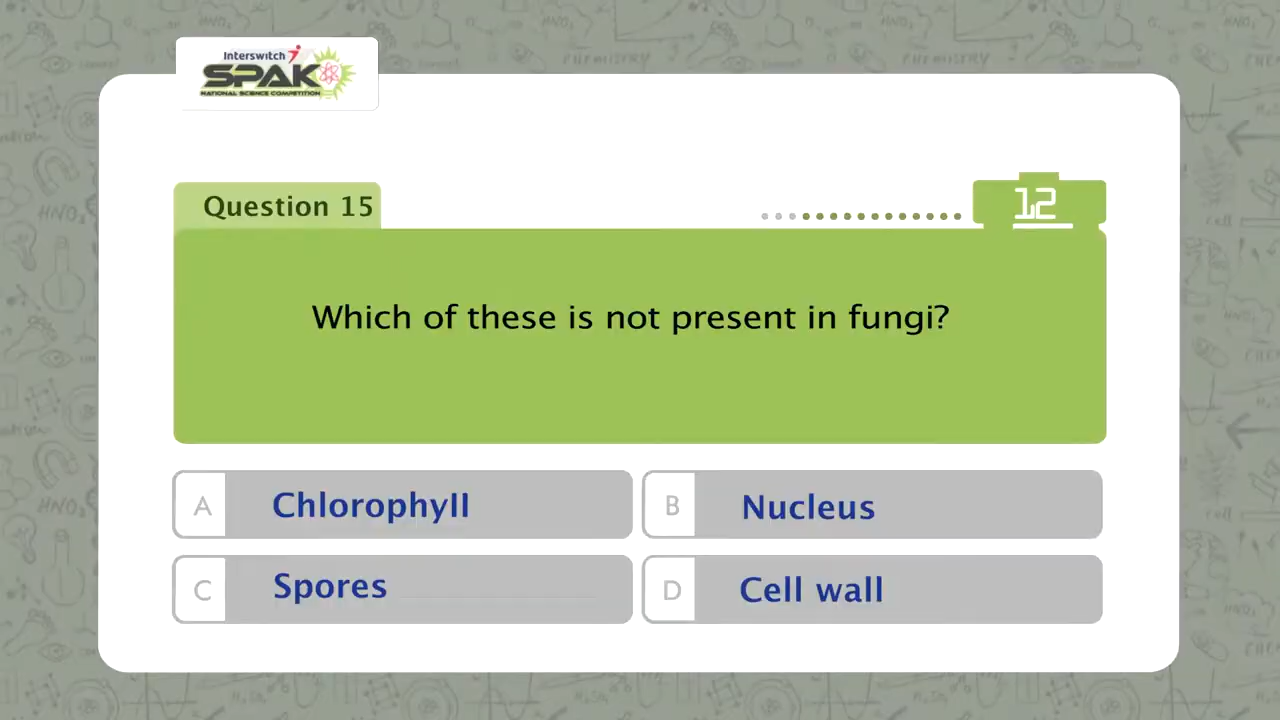 Interswitch
SPAK
NATIONAL SCIENCE COMPETITION
Question 15
12
Which of these is not present in fungi?
A Chlorophyll
B Nucleus
C Spores
D Cell wall